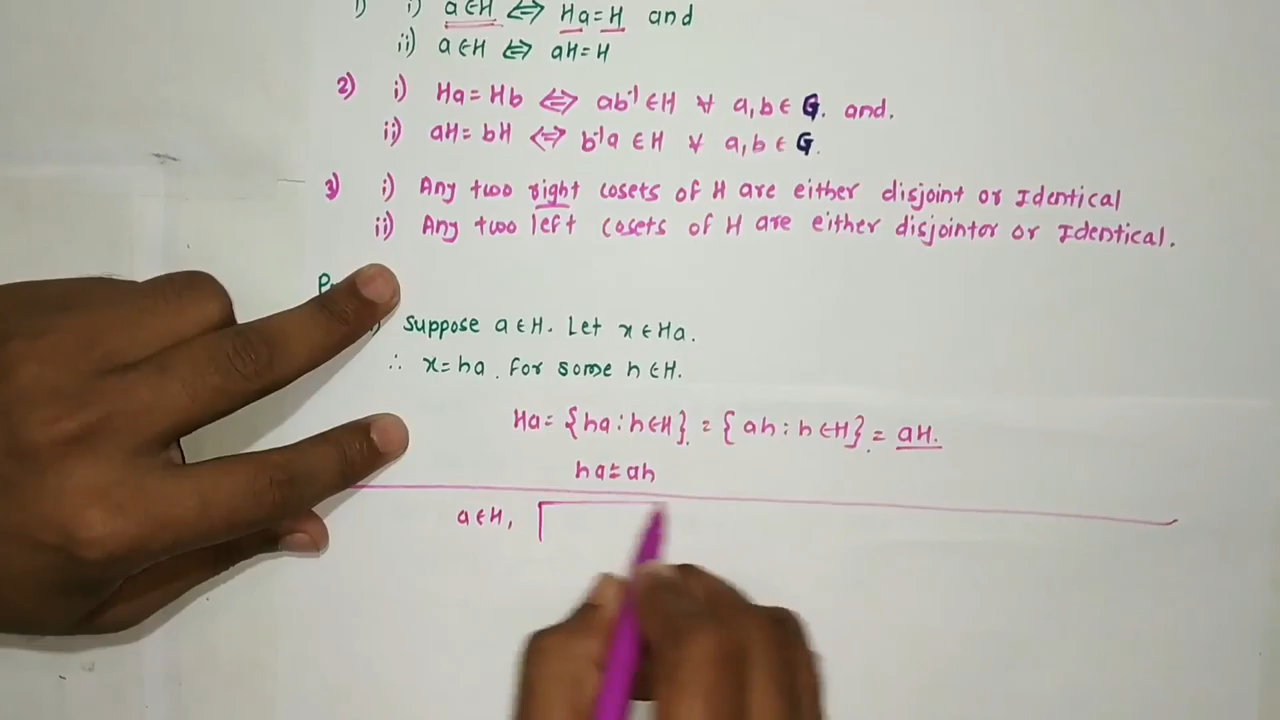 1) i) a∈H ⇔ Ha=H and
ii) a∈H ⇔ aH=H
2) i) Ha=Hb ⇔ ab⁻¹∈H ∀ a,b∈G. and.
ii) aH=bH ⇔ b⁻¹a∈H ∀ a,b∈G.
3) i) Any two right cosets of H are either disjoint or Identical
ii) Any two left cosets of H are either disjointor or Identical.
Suppose a∈H. Let x∈Ha.
∴ x=ha. For some h∈H.
Ha={ha:h∈H}.={ah:h∈H}.=aH.
ha=ah
a∈H,